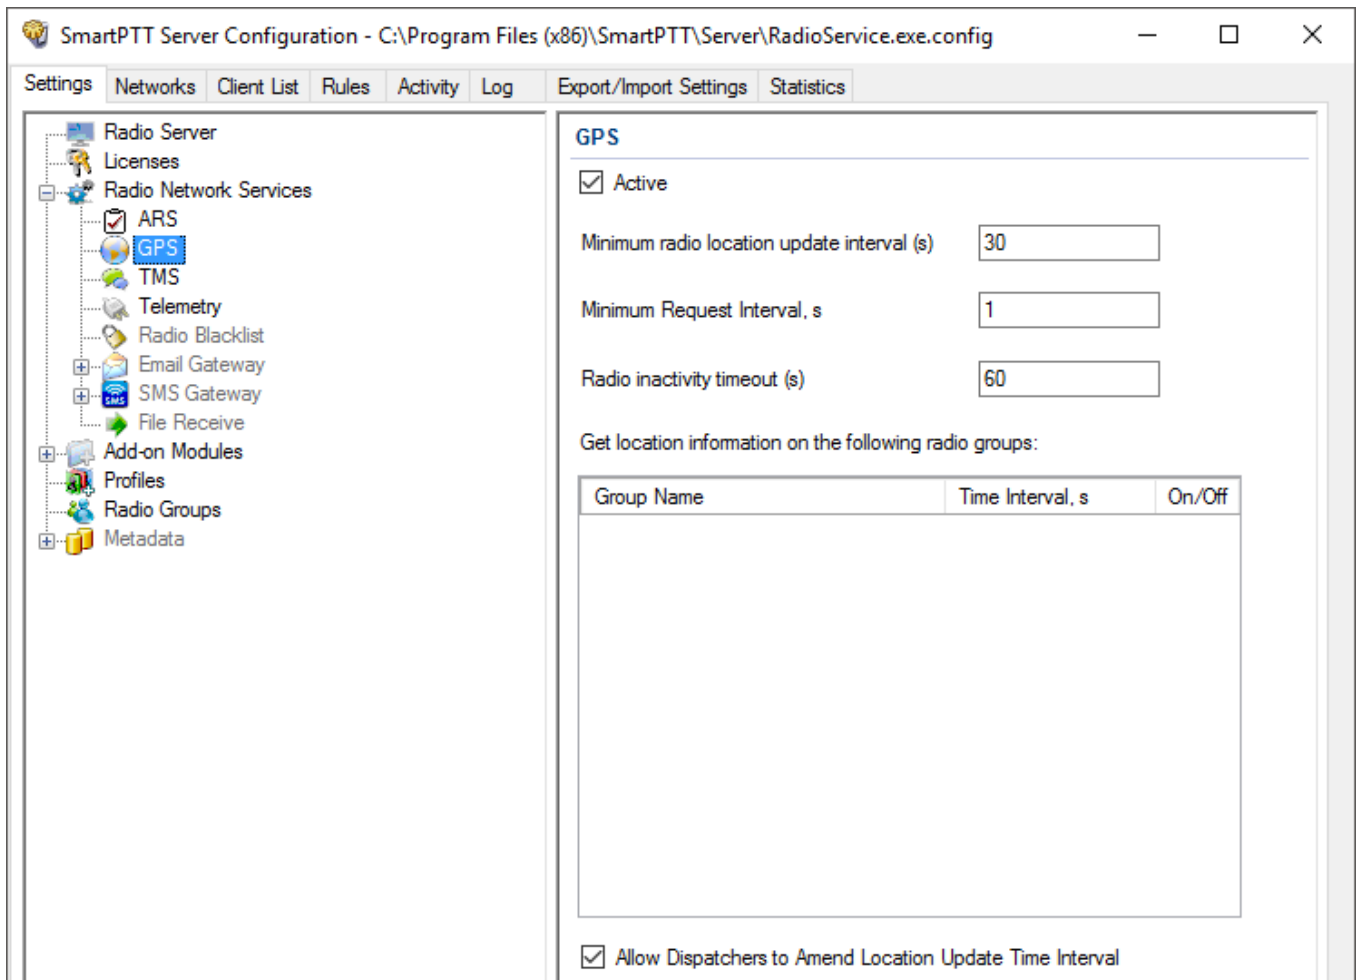 SmartPTT Server Configuration - C:\Program Files (x86)\SmartPTT\Server\RadioService.exe.config
Settings Networks Client List Rules Activity Log Export/Import Settings Statistics
Radio Server
Licenses
Radio Network Services
ARS
GPS
TMS
Telemetry
Radio Blacklist
Email Gateway
SMS Gateway
SMS
File Receive
Add-on Modules
Profiles
Radio Groups
Metadata
GPS
Active
Minimum radio location update interval (s) 30
Minimum Request Interval, s 1
Radio inactivity timeout (s) 60
Get location information on the following radio groups:
Group Name Time Interval, s On/Off
Allow Dispatchers to Amend Location Update Time Interval